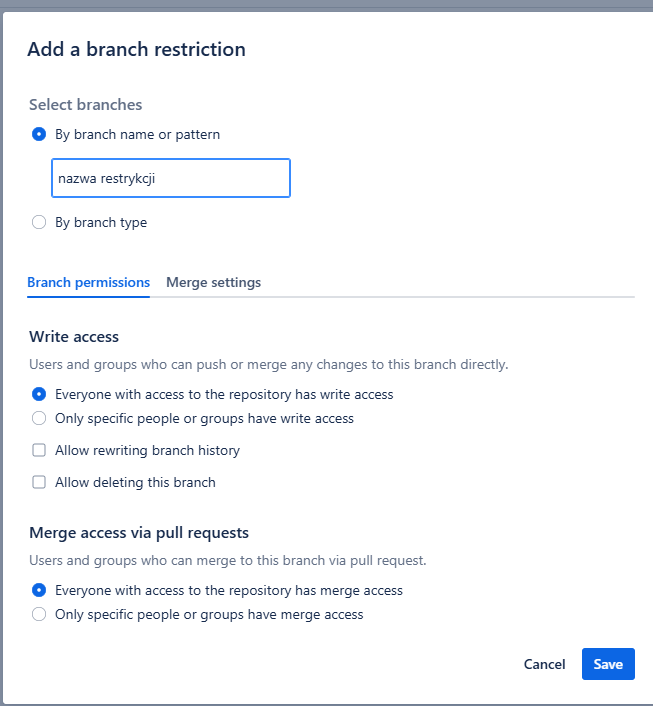 Add a branch restriction
Select branches
By branch name or pattern
nazwa restrykcji
By branch type
Branch permissions Merge settings
Write access
Users and groups who can push or merge any changes to this branch directly.
Everyone with access to the repository has write access
Only specific people or groups have write access
Allow rewriting branch history
Allow deleting this branch
Merge access via pull requests
Users and groups who can merge to this branch via pull request.
Everyone with access to the repository has merge access
Only specific people or groups have merge access
Cancel Save